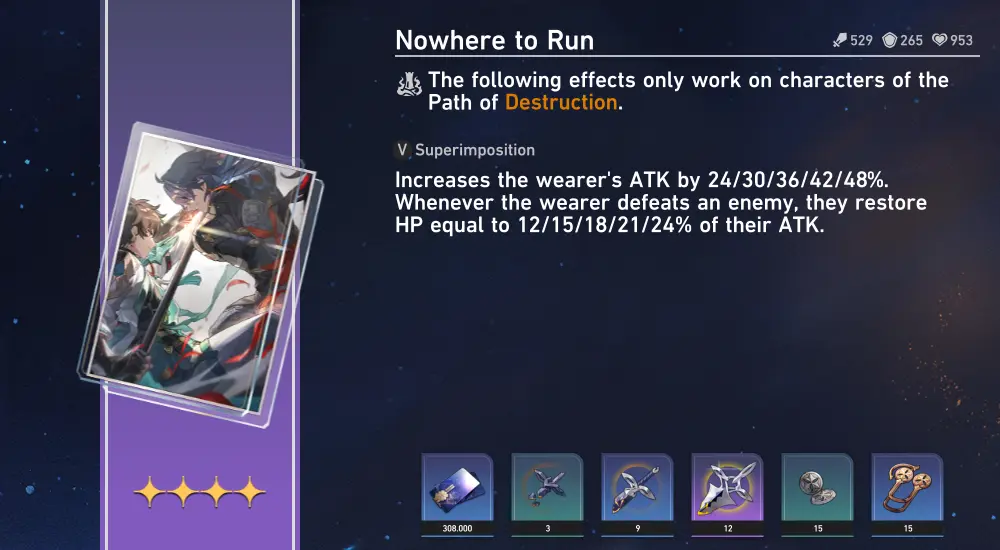 Nowhere to Run
529 265 953
The following effects only work on characters of the
Path of Destruction.
V Superimposition
Increases the wearer's ATK by 24/30/36/42/48%.
Whenever the wearer defeats an enemy, they restore
HP equal to 12/15/18/21/24% of their ATK.
308.000 3 9 12 15 15